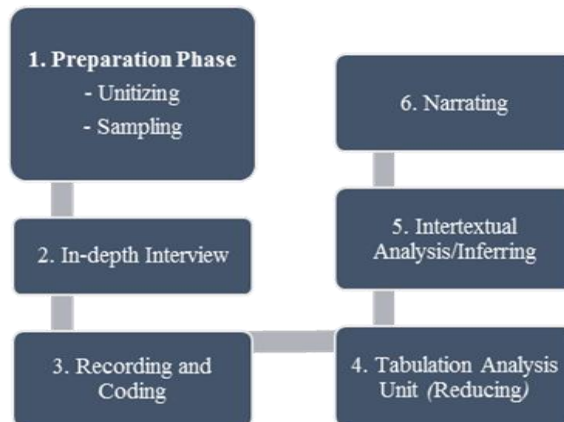 1. Preparation Phase
- Unitizing
- Sampling
2. In-depth Interview
3. Recording and
Coding
4. Tabulation Analysis
Unit (Reducing)
5. Intertextual
Analysis/Inferring
6. Narrating